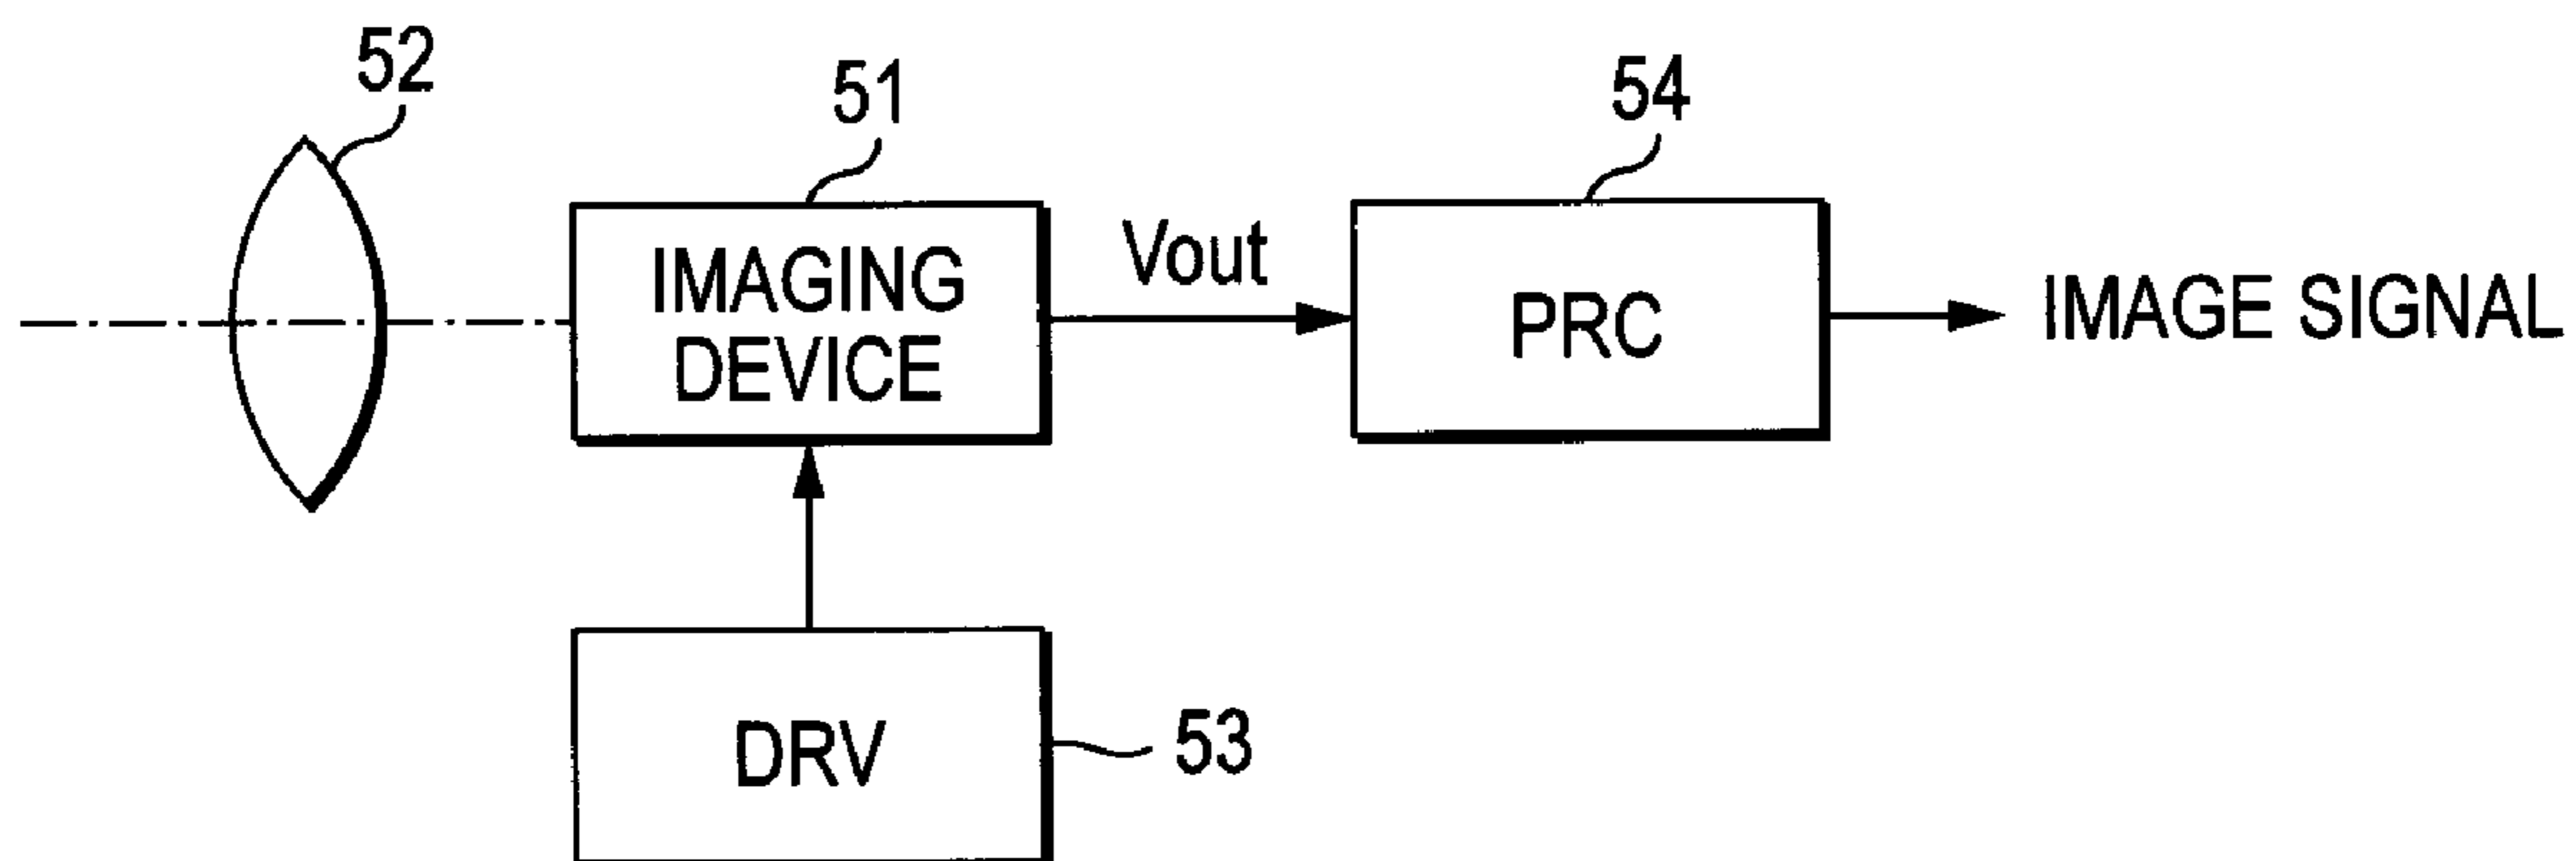 52
51
54
IMAGING
DEVICE
Vout
PRC
IMAGE SIGNAL
DRV
53